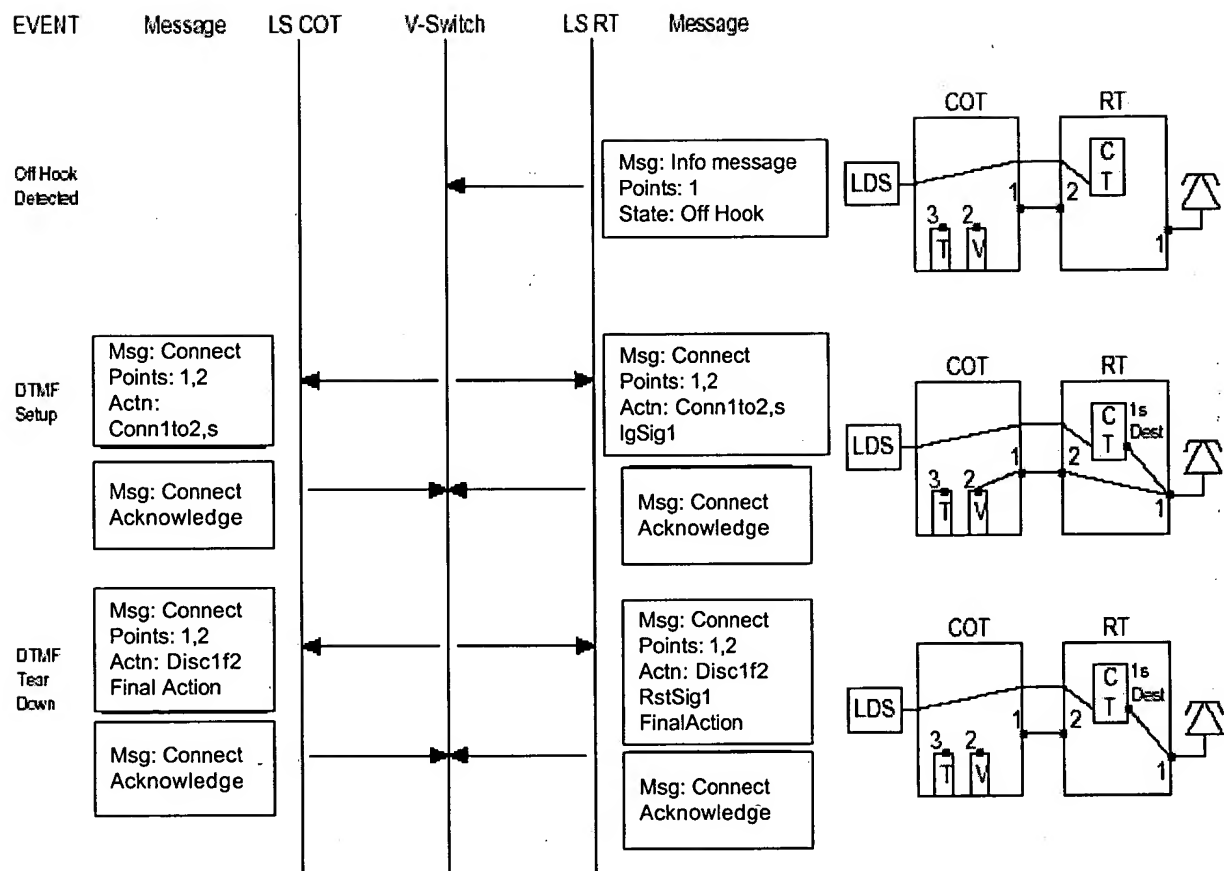 EVENT Message LS COT V-Switch LS RT Message
COT RT
Off Hook
Detected
Msg: Info message
Points: 1
State: Off Hook
LDS
C
T
1
2
3 2
T V
1
DTMF
Setup
Msg: Connect
Points: 1,2
Actn:
Conn1to2,s
Msg: Connect
Points: 1,2
Actn: Conn1to2,s
IgSig1
Msg: Connect
Acknowledge
Msg: Connect
Acknowledge
COT RT
LDS
C
T
1s
Dest
1
2
3 2
T V
1
DTMF
Tear
Down
Msg: Connect
Points: 1,2
Actn: Disc1f2
Final Action
Msg: Connect
Points: 1,2
Actn: Disc1f2
RstSig1
FinalAction
Msg: Connect
Acknowledge
Msg: Connect
Acknowledge
COT RT
LDS
C
T
1s
Dest
1
2
3 2
T V
1